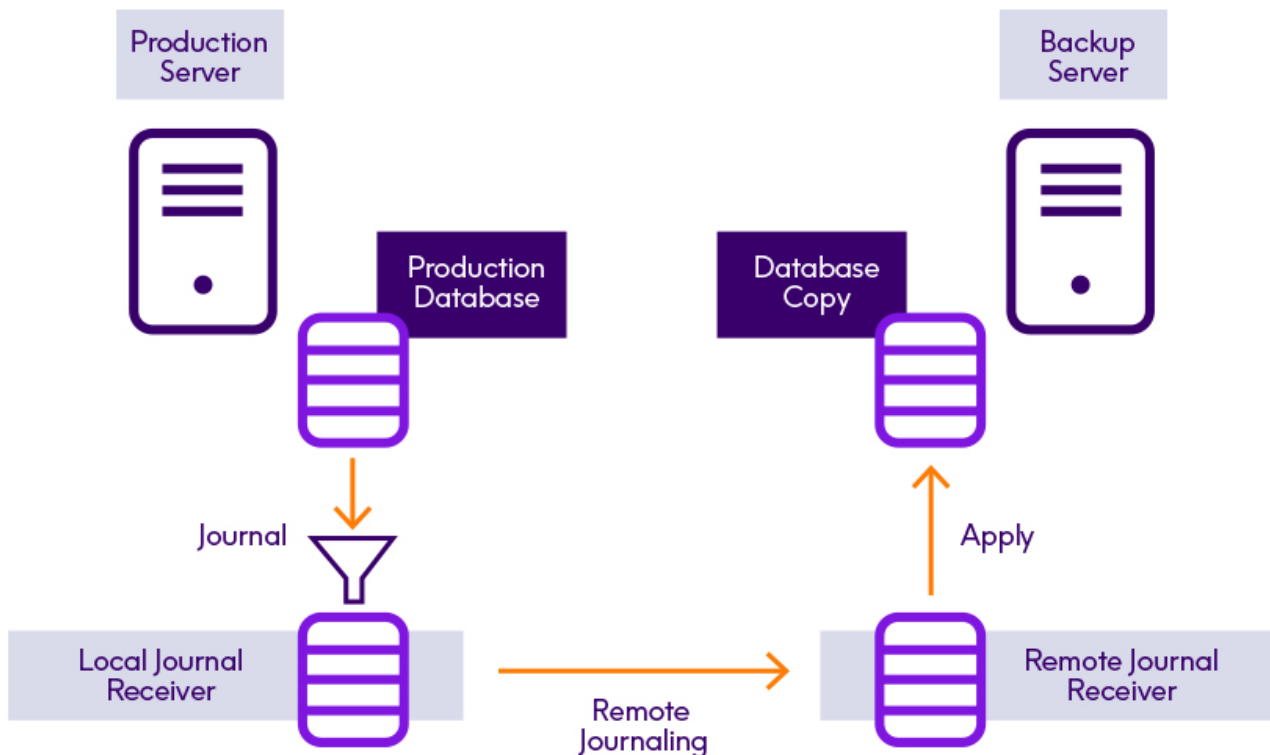 Production
Server
Backup
Server
Production
Database
Database
Copy
Journal
Apply
Local Journal
Receiver
Remote
Journaling
Remote Journal
Receiver